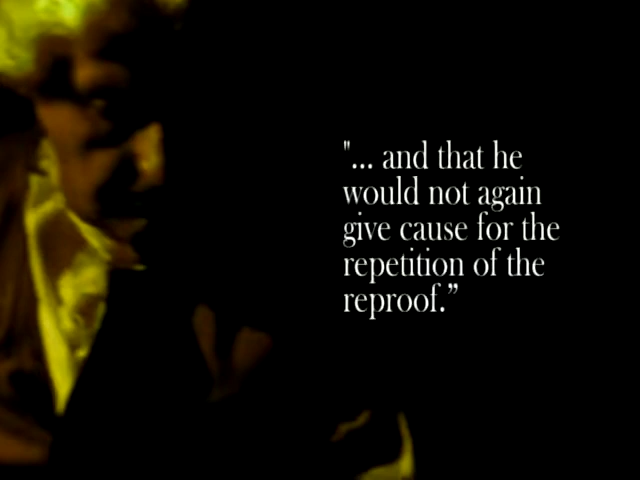 "... and that he
would not again
give cause for the
repetition of the
reproof.”